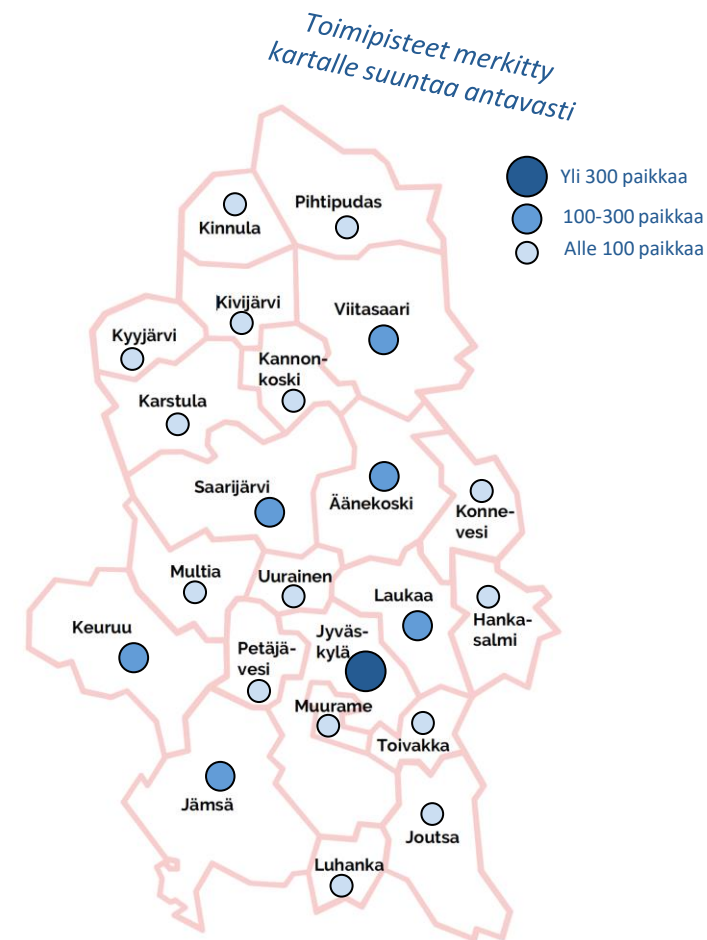 Toimipisteet merkitty
kartalle suuntaa antavasti
Yli 300 paikkaa
100-300 paikkaa
Alle 100 paikkaa
Pihtipudas
Kinnula
Kivijärvi
Viitasaari
Kyyjärvi
Kannon-
koski
Karstula
Saarijärvi
Äänekoski
Konne-
vesi
Multia
Uurainen
Laukaa
Hanka-
salmi
Keuruu
Jyväs-
kylä
Petäjä-
vesi
Muurame
Toivakka
Jämsä
Joutsa
Luhanka